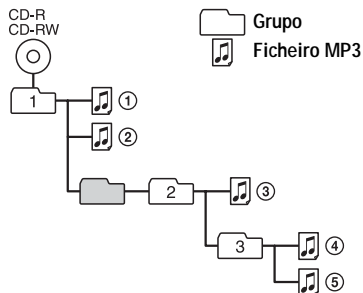 CD-R
CD-RW
Grupo
Ficheiro MP3
1
①
②
2
③
3
④
⑤